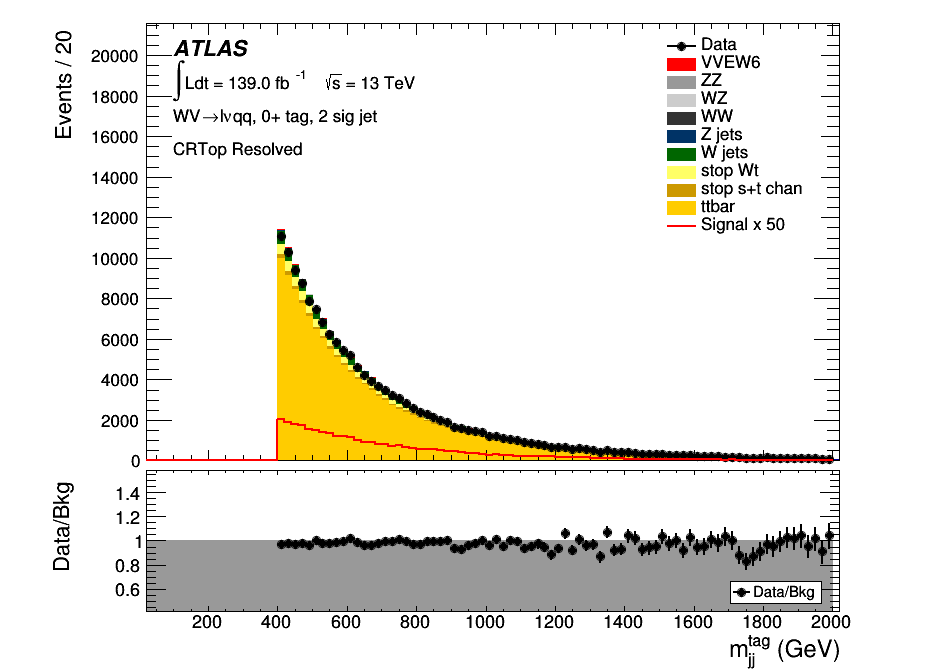 Events / 20
20000
18000
16000
14000
12000
10000
8000
6000
4000
2000
0
ATLAS
∫Ldt = 139.0 fb⁻¹ √s = 13 TeV
WV→lνqq, 0+ tag, 2 sig jet
CRTop Resolved
Data
VVEW6
ZZ
WZ
WW
Z jets
W jets
stop Wt
stop s+t chan
ttbar
Signal x 50
Data/Bkg
1.4
1.2
1
0.8
0.6
Data/Bkg
200 400 600 800 1000 1200 1400 1600 1800 2000
m_jj^tag (GeV)